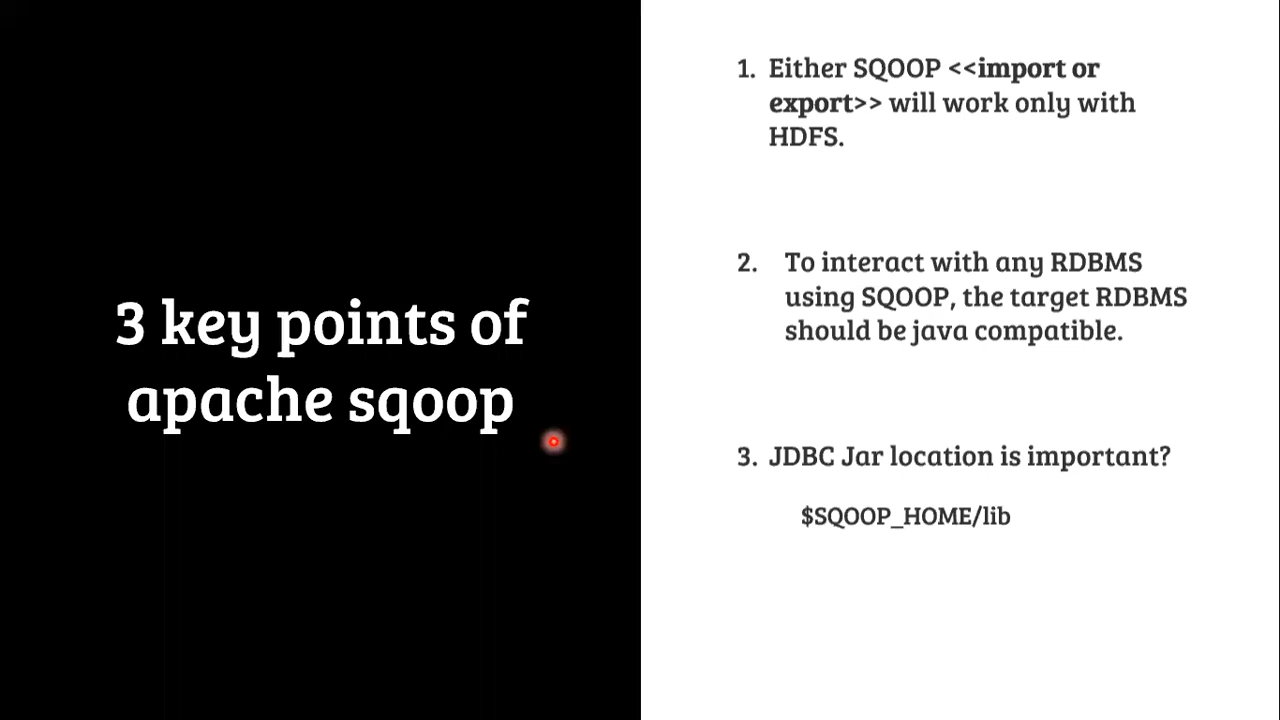 3 key points of
apache sqoop
1. Either SQOOP <<import or
export>> will work only with
HDFS.
2. To interact with any RDBMS
using SQOOP, the target RDBMS
should be java compatible.
3. JDBC Jar location is important?
$SQOOP_HOME/lib